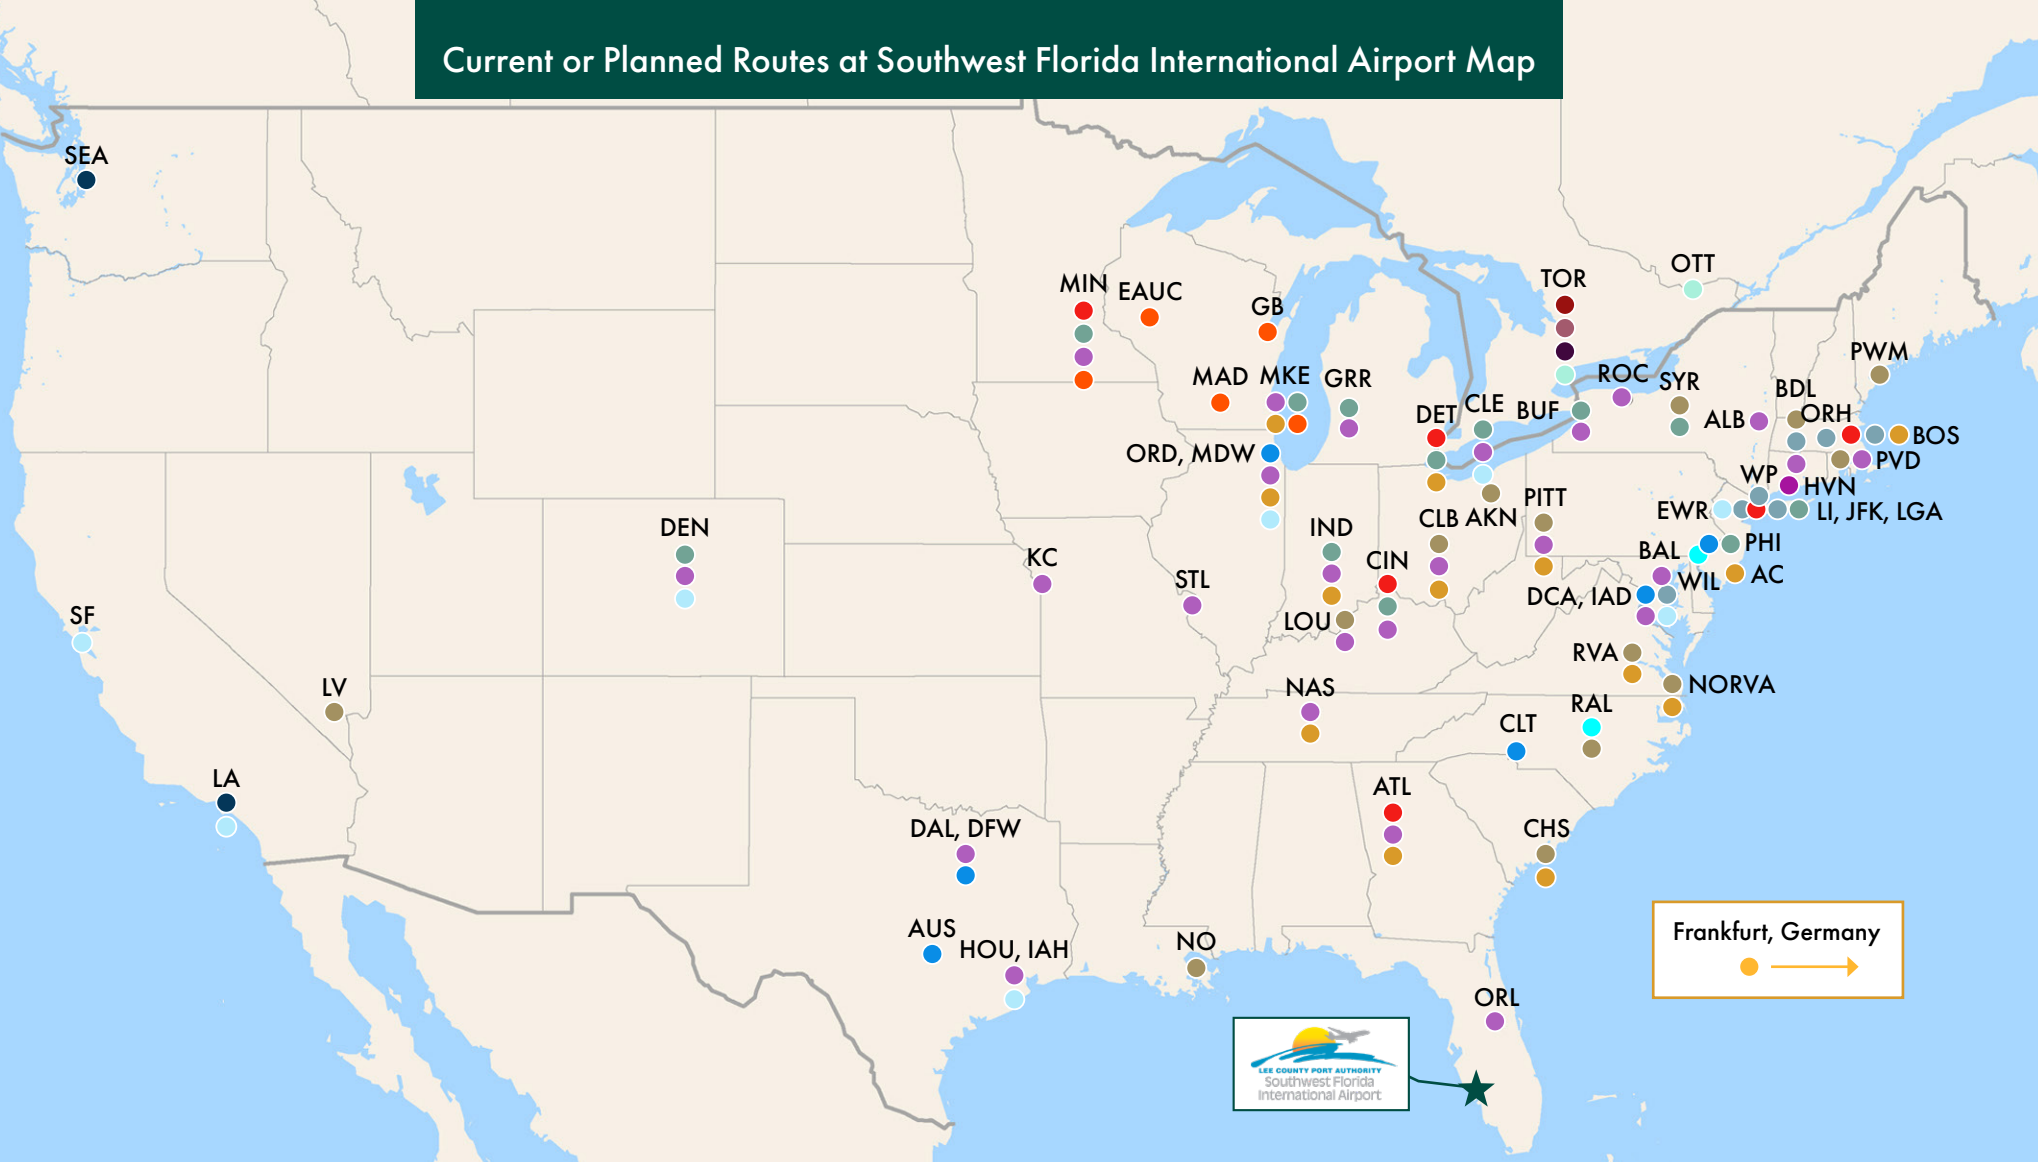 Current or Planned Routes at Southwest Florida International Airport Map
SEA
OTT
TOR
MIN
EAUC
GB
PWM
MAD
MKE
GRR
ROC
SYR
BDL
DET
CLE
BUF
ALB
ORH
BOS
ORD, MDW
PVD
WP
HVN
PITT
EWR
LI, JFK, LGA
DEN
IND
CLB
AKN
PHI
KC
CIN
BAL
AC
STL
WIL
DCA, IAD
SF
LOU
RVA
LV
NAS
NORVA
RAL
CLT
LA
ATL
DAL, DFW
CHS
AUS
HOU, IAH
NO
Frankfurt, Germany
ORL
LEE COUNTY PORT AUTHORITY
Southwest Florida
International Airport